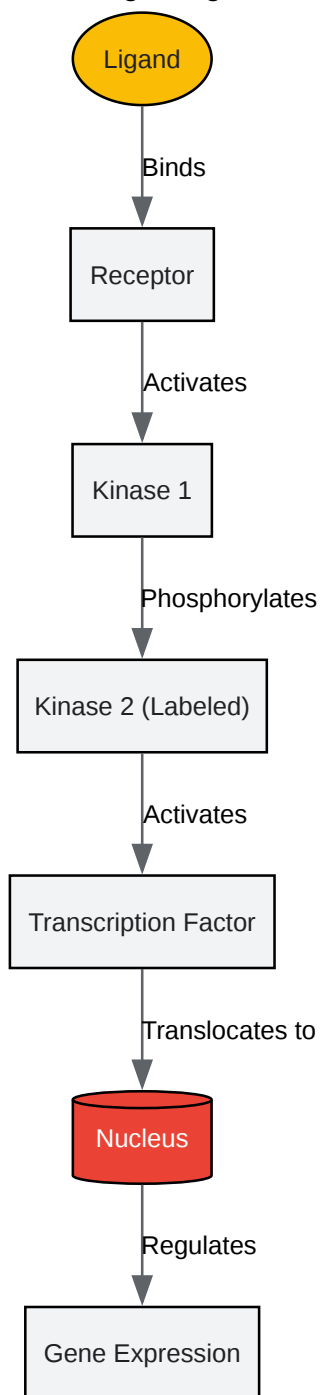 Ligand
Binds
Receptor
Activates
Kinase 1
Phosphorylates
Kinase 2 (Labeled)
Activates
Transcription Factor
Translocates to
Nucleus
Regulates
Gene Expression